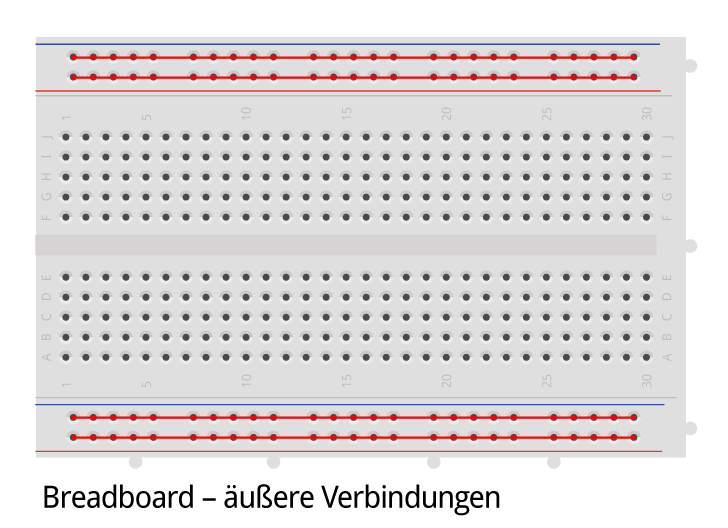 1 5 10 15 20 25 30
J J
I I
H H
G G
F F
E E
D D
C C
B B
A A
1 5 10 15 20 25 30
Breadboard – äußere Verbindungen